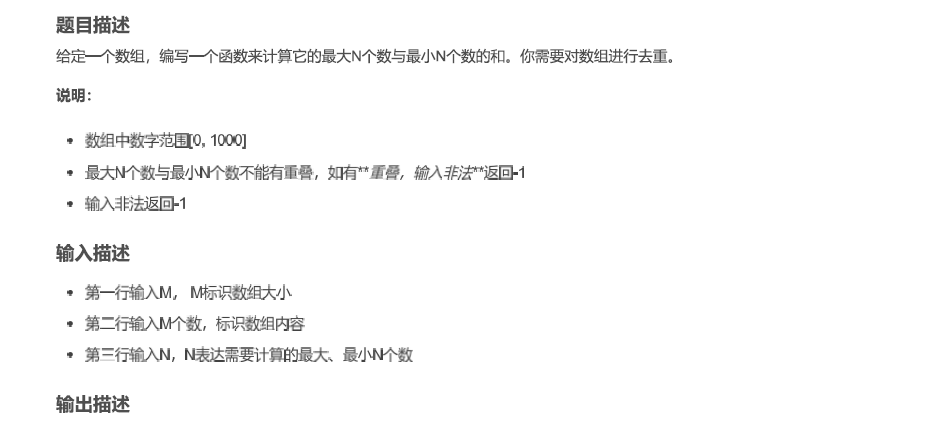 题目描述
给定一个数组，编写一个函数来计算它的最大N个数与最小N个数的和。你需要对数组进行去重。
说明：
• 数组中数字范围[0, 1000]
• 最大N个数与最小N个数不能有重叠，如有**重叠，输入非法**返回-1
• 输入非法返回-1
输入描述
• 第一行输入M， M标识数组大小
• 第二行输入M个数，标识数组内容
• 第三行输入N，N表达需要计算的最大、最小N个数
输出描述